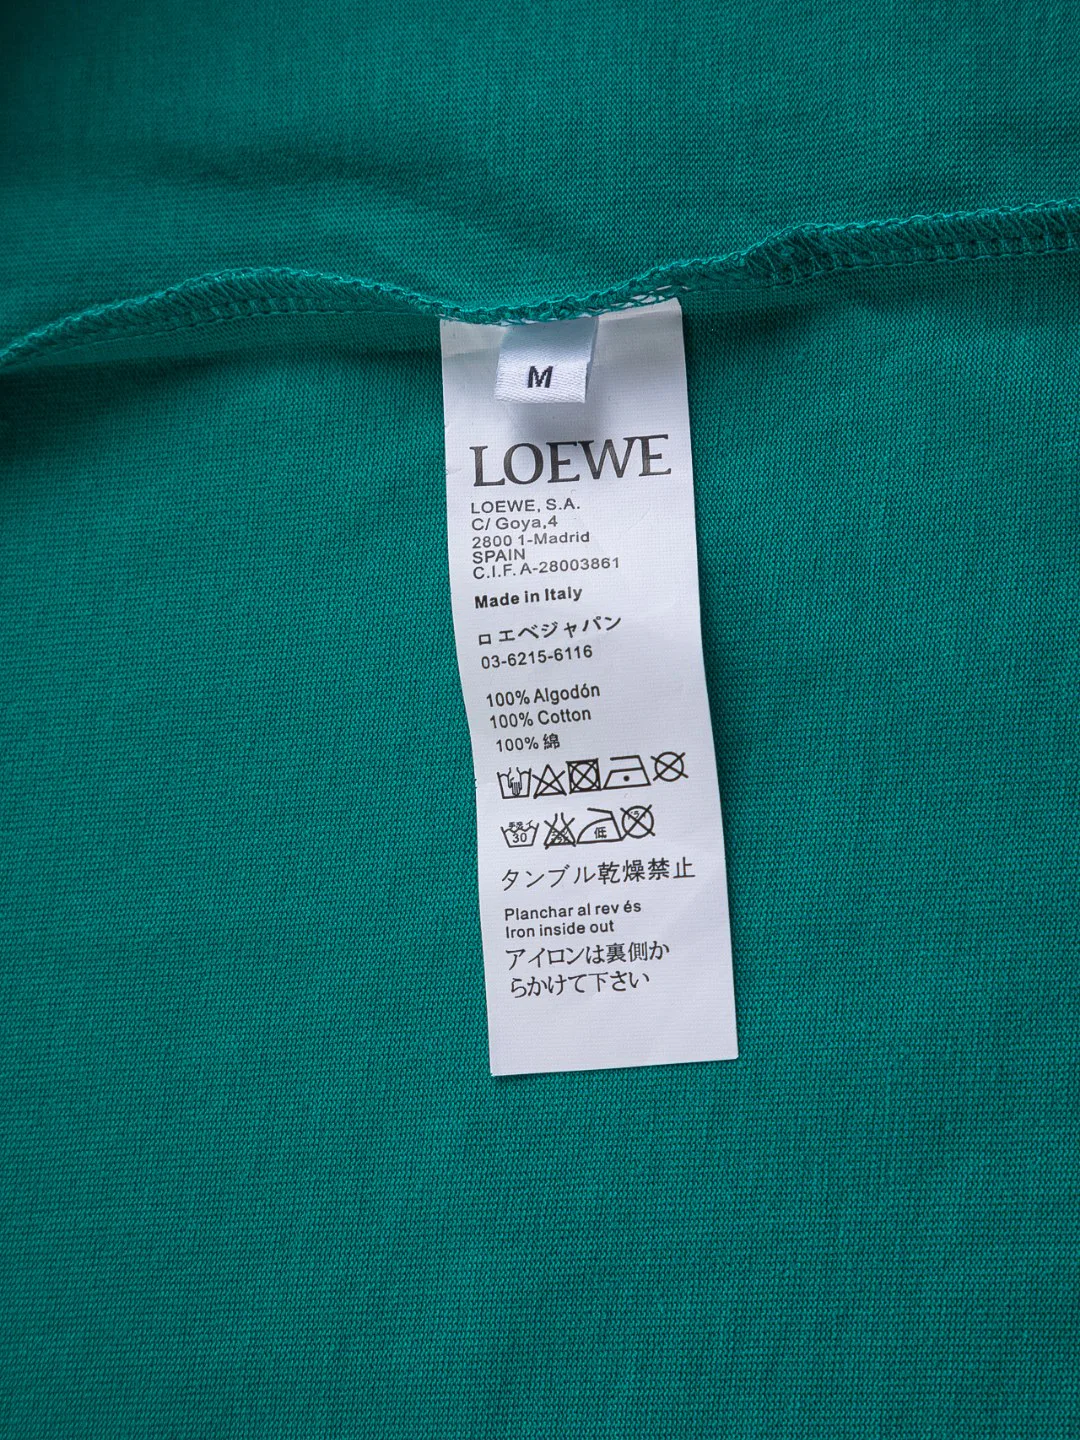 M
LOEWE
LOEWE, S.A.
C/ Goya,4
2800 1-Madrid
SPAIN
C.I.F. A-28003861
Made in Italy
ロエベジャパン
03-6215-6116
100% Algodón
100% Cotton
100% 綿
30
低
タンブル乾燥禁止
Planchar al rev és
Iron inside out
アイロンは裏側か
らかけて下さい